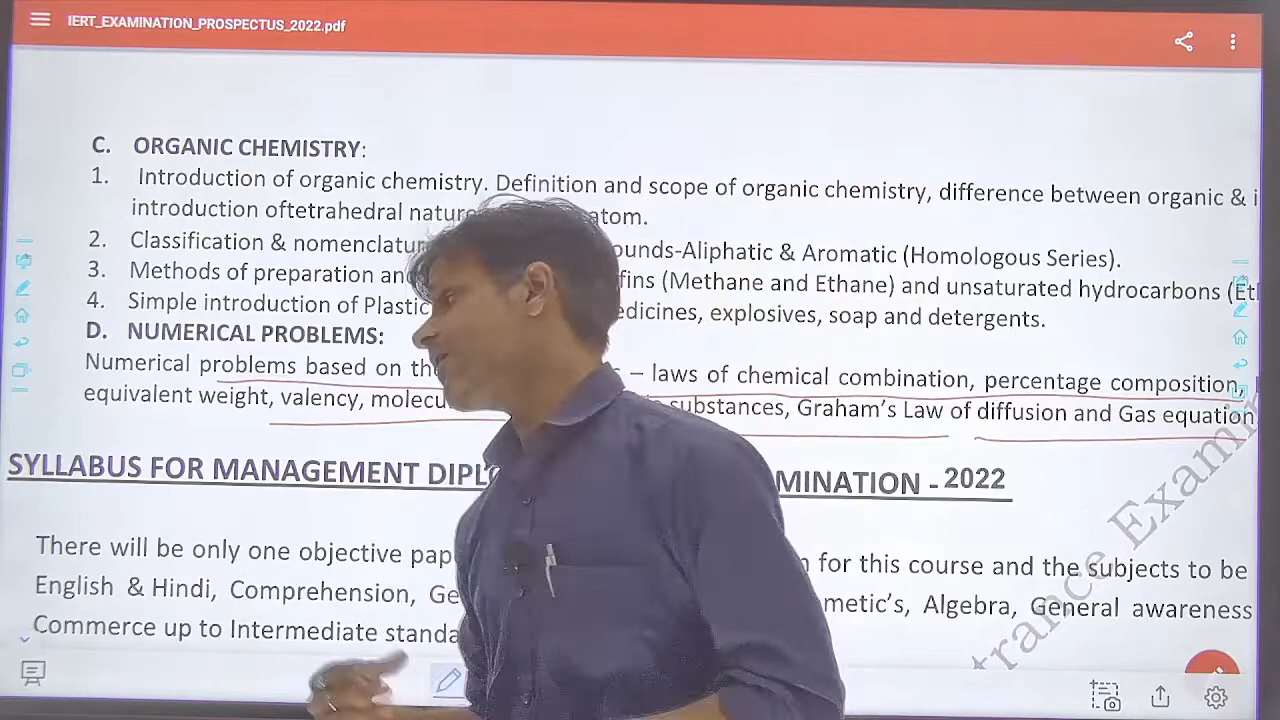 IERT_EXAMINATION_PROSPECTUS_2022.pdf
C. ORGANIC CHEMISTRY:
1. Introduction of organic chemistry. Definition and scope of organic chemistry, difference between organic & i
introduction oftetrahedral nature atom.
2. Classification & nomenclatur ounds-Aliphatic & Aromatic (Homologous Series).
3. Methods of preparation an fins (Methane and Ethane) and unsaturated hydrocarbons (Et
4. Simple introduction of Plastic edicines, explosives, soap and detergents.
D. NUMERICAL PROBLEMS:
Numerical problems based on th – laws of chemical combination, percentage composition,
equivalent weight, valency, molecu substances, Graham's Law of diffusion and Gas equation
SYLLABUS FOR MANAGEMENT DIPL MINATION - 2022
There will be only one objective pap for this course and the subjects to be
English & Hindi, Comprehension, Ge metic's, Algebra, General awareness
Commerce up to Intermediate standa
trance Exami